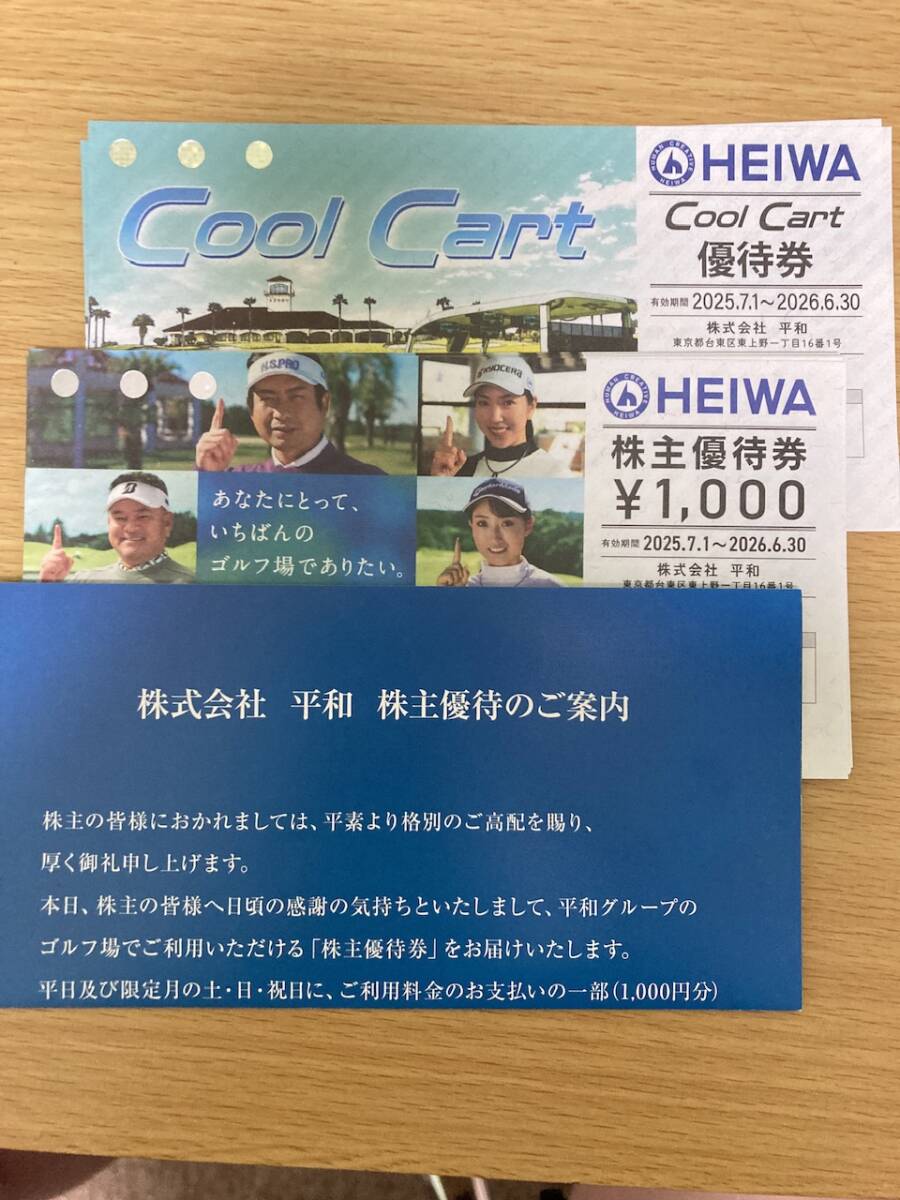 Cool Cart
HUMAN CREATIVE
HEIWA
HEIWA
Cool Cart
優待券
有効期間 2025.7.1～2026.6.30
株式会社 平和
東京都台東区東上野一丁目16番1号
N.S.PRO
KYOCERA
あなたにとって、
いちばんの
ゴルフ場でありたい。
HUMAN CREATIVE
HEIWA
HEIWA
株主優待券
¥1,000
有効期間 2025.7.1～2026.6.30
株式会社 平和
東京都台東区東上野一丁目16番1号
株式会社 平和 株主優待のご案内
株主の皆様におかれましては、平素より格別のご高配を賜り、
厚く御礼申し上げます。
本日、株主の皆様へ日頃の感謝の気持ちといたしまして、平和グループの
ゴルフ場でご利用いただける「株主優待券」をお届けいたします。
平日及び限定月の土・日・祝日に、ご利用料金のお支払いの一部（1,000円分）